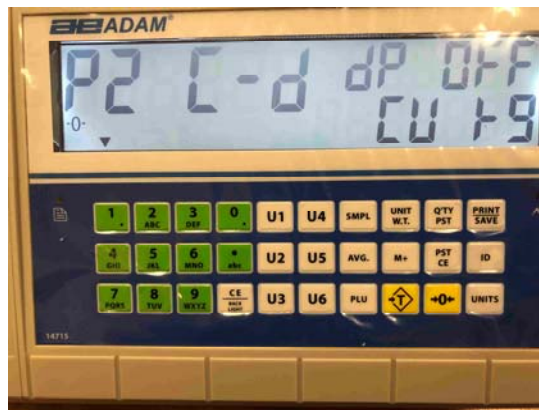 AE ADAM®
P2 C-d dP OFF
-0- CU kg
1 . 2 ABC 3 DEF 0 . U1 U4 SMPL UNIT W.T. Q'TY PST PRINT SAVE
4 GHI 5 JKL 6 MNO • abc U2 U5 AVG. M+ PST CE ID
7 PQRS 8 TUV 9 WXYZ CE BACK LIGHT U3 U6 PLU T →0← UNITS
14715